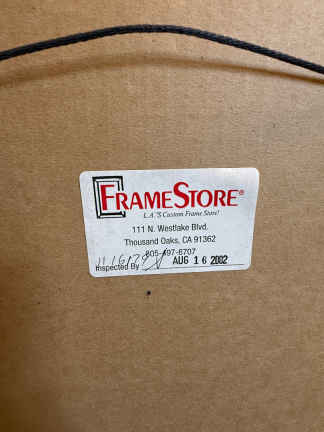 FRAMESTORE®
L.A.'S Custom Frame Store!
111 N. Westlake Blvd.
Thousand Oaks, CA 91362
805-497-6707
Inspected By AUG 16 2002